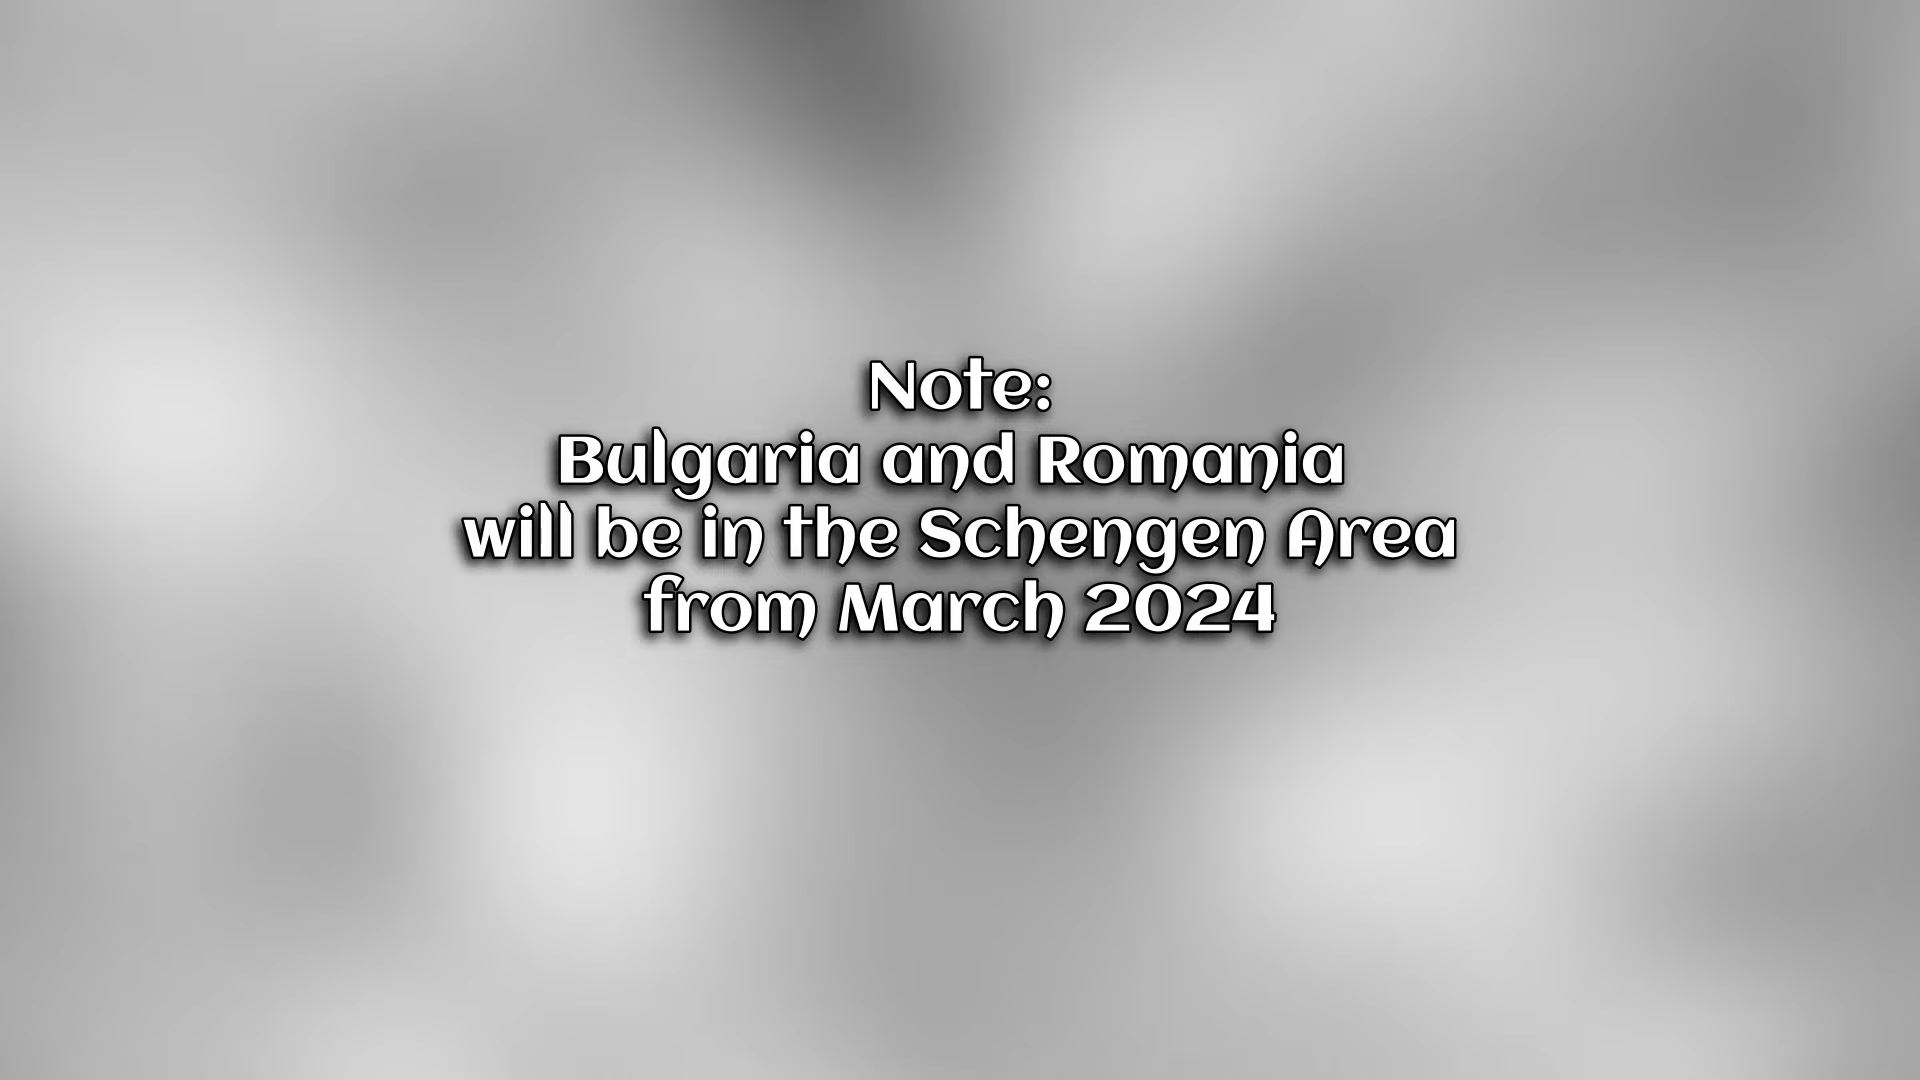 Note:
Bulgaria and Romania
will be in the Schengen Area
from March 2024